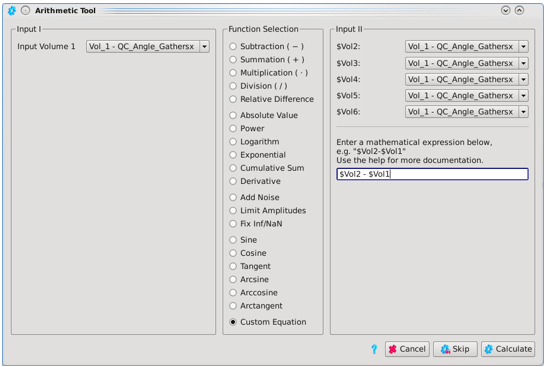 Arithmetic Tool
Input I
Input Volume 1
Vol_1 - QC_Angle_Gathersx
Function Selection
Subtraction ( − )
Summation ( + )
Multiplication ( · )
Division ( / )
Relative Difference
Absolute Value
Power
Logarithm
Exponential
Cumulative Sum
Derivative
Add Noise
Limit Amplitudes
Fix Inf/NaN
Sine
Cosine
Tangent
Arcsine
Arccosine
Arctangent
Custom Equation
Input II
$Vol2: Vol_1 - QC_Angle_Gathersx
$Vol3: Vol_1 - QC_Angle_Gathersx
$Vol4: Vol_1 - QC_Angle_Gathersx
$Vol5: Vol_1 - QC_Angle_Gathersx
$Vol6: Vol_1 - QC_Angle_Gathersx
Enter a mathematical expression below,
e.g. "$Vol2-$Vol1"
Use the help for more documentation.
$Vol2 - $Vol1
? Cancel Skip Calculate